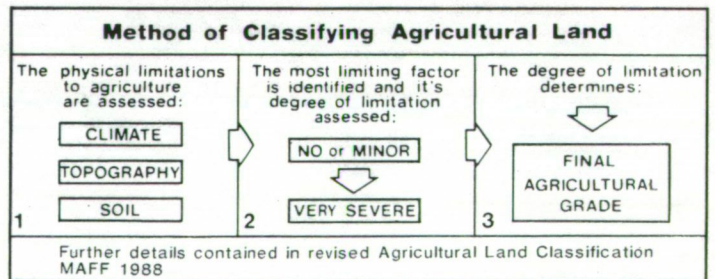 Method of Classifying Agricultural Land
The physical limitations
to agriculture
are assessed:
CLIMATE
TOPOGRAPHY
SOIL
1
The most limiting factor
is identified and it's
degree of limitation
assessed:
NO or MINOR
VERY SEVERE
2
The degree of limitation
determines:
FINAL
AGRICULTURAL
GRADE
3
Further details contained in revised Agricultural Land Classification
MAFF 1988